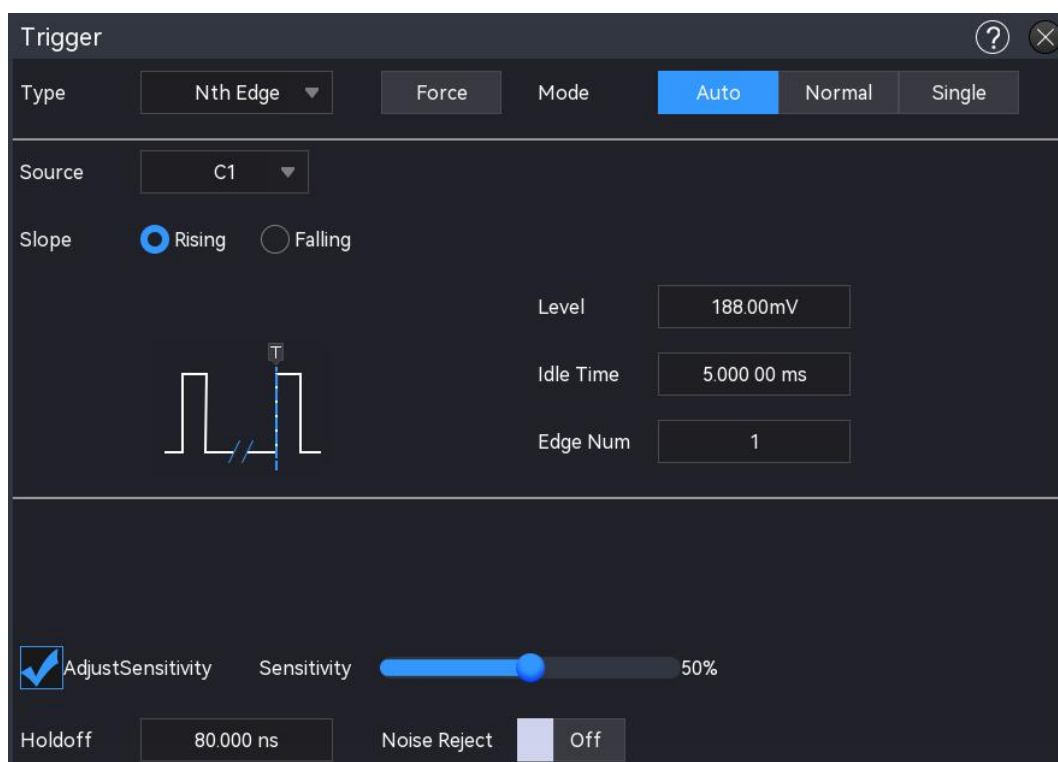 Trigger ?
Type Nth Edge Force Mode Auto Normal Single
Source C1
Slope Rising Falling
Level 188.00mV
T
Idle Time 5.000 00 ms
Edge Num 1
AdjustSensitivity Sensitivity 50%
Holdoff 80.000 ns Noise Reject Off